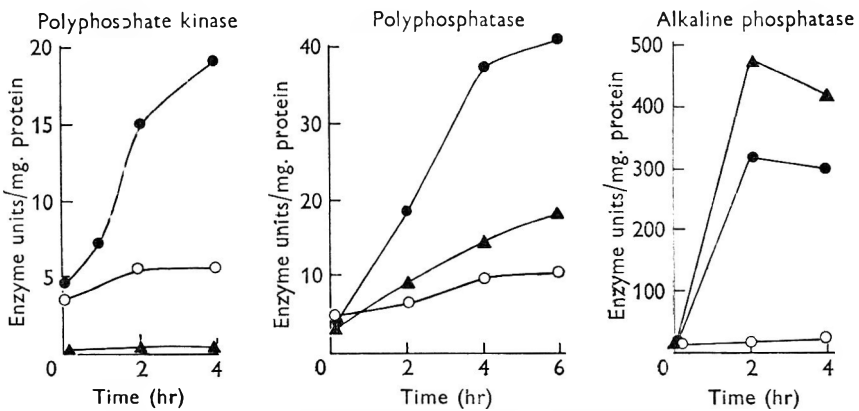 Polyphosphate kinase
Polyphosphatase
Alkaline phosphatase
Enzyme units/mg. protein
20
15
10
5
0
2
4
Time (hr)
Enzyme units/mg. protein
40
30
20
10
0
2
4
6
Time (hr)
Enzyme units/mg. protein
500
400
300
200
100
0
2
4
Time (hr)